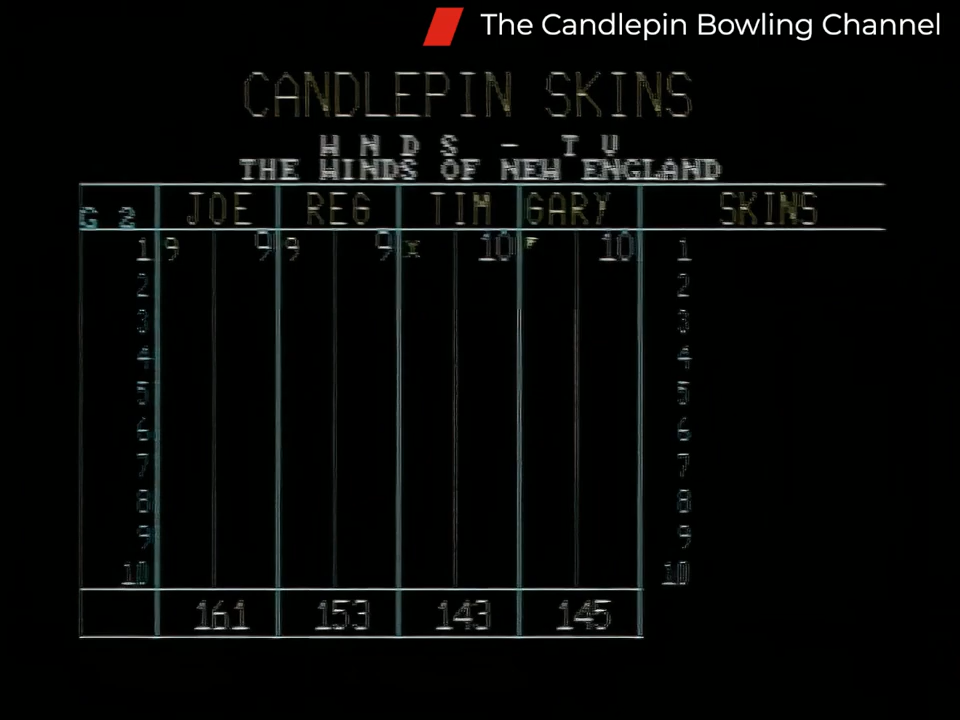 The Candlepin Bowling Channel
CANDLEPIN SKINS
W N D S - T V
THE WINDS OF NEW ENGLAND
G 2 JOE REG TIM GARY SKINS
1 9 9 9 9 X 10 10 1
2 2
3 3
4 4
5 5
6 6
7 7
8 8
9 9
10 10
161 153 143 145